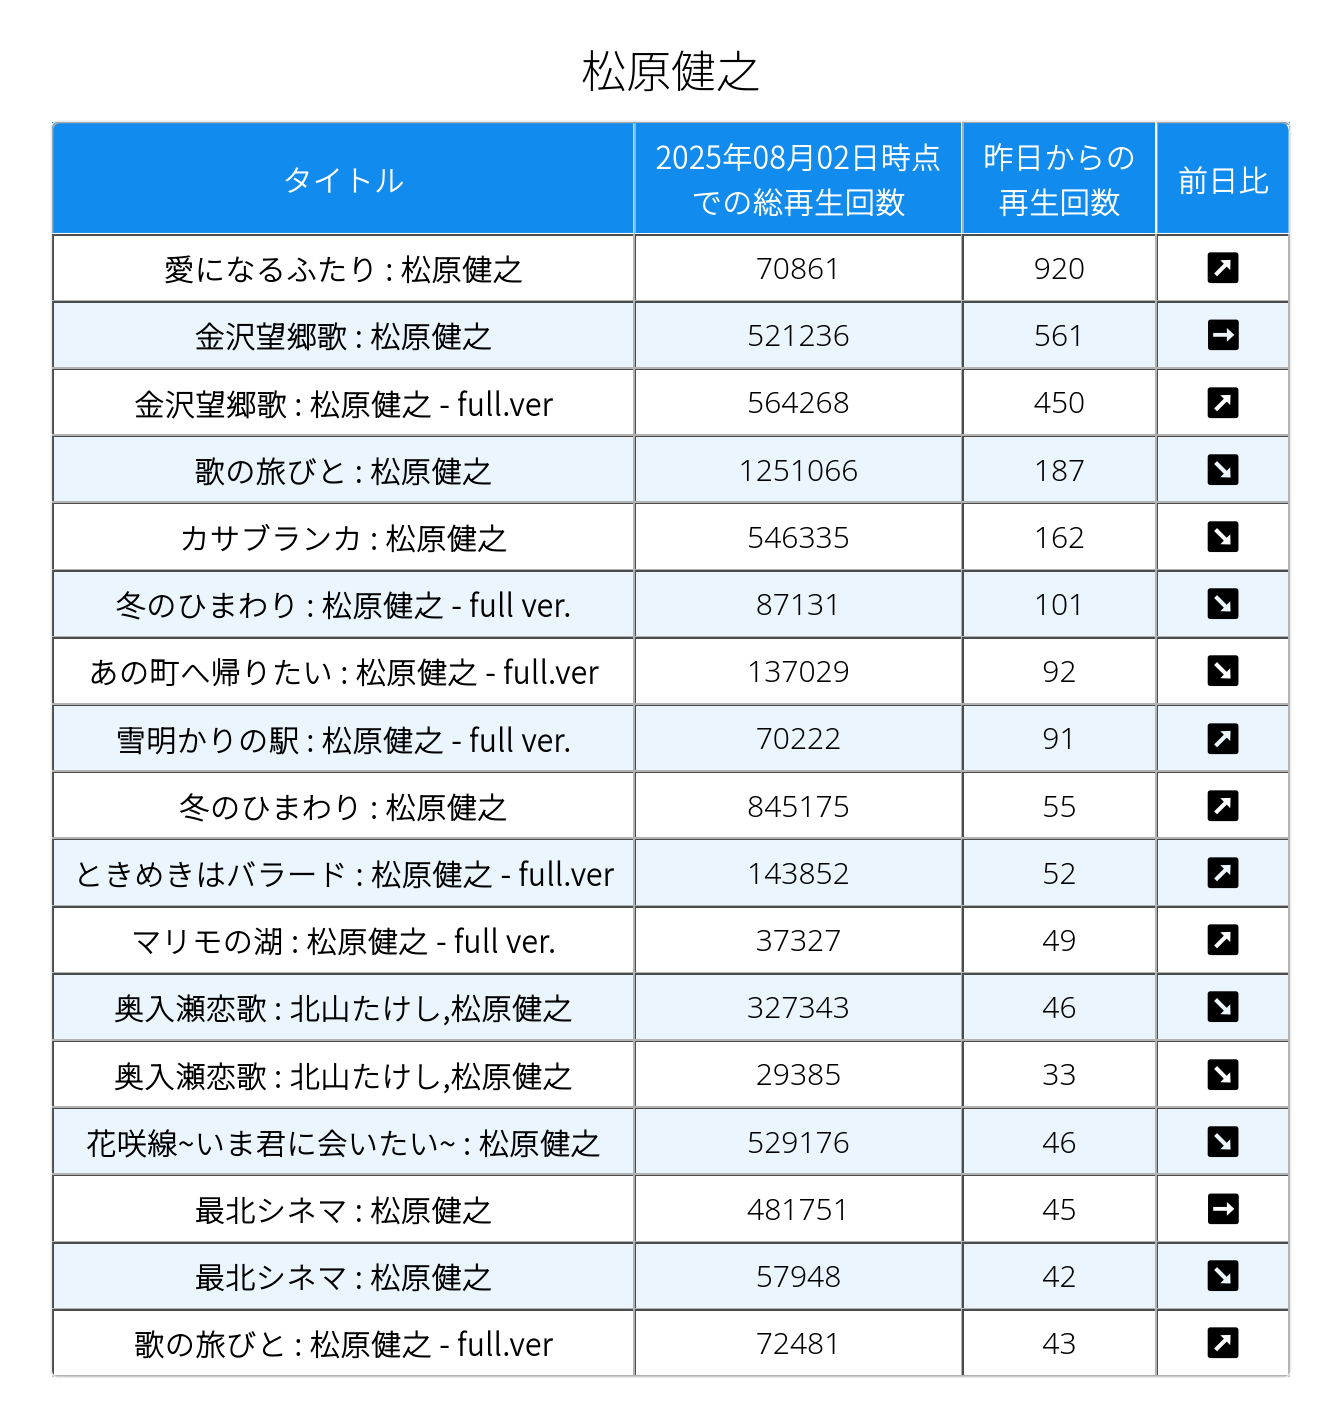 松原健之
タイトル
2025年08月02日時点
での総再生回数
昨日からの
再生回数
前日比
愛になるふたり : 松原健之 70861 920 ↗
金沢望郷歌 : 松原健之 521236 561 →
金沢望郷歌 : 松原健之 - full.ver 564268 450 ↗
歌の旅びと : 松原健之 1251066 187 ↘
カサブランカ : 松原健之 546335 162 ↘
冬のひまわり : 松原健之 - full ver. 87131 101 ↘
あの町へ帰りたい : 松原健之 - full.ver 137029 92 ↘
雪明かりの駅 : 松原健之 - full ver. 70222 91 ↗
冬のひまわり : 松原健之 845175 55 ↗
ときめきはバラード : 松原健之 - full.ver 143852 52 ↗
マリモの湖 : 松原健之 - full ver. 37327 49 ↗
奥入瀬恋歌 : 北山たけし,松原健之 327343 46 ↘
奥入瀬恋歌 : 北山たけし,松原健之 29385 33 ↘
花咲線~いま君に会いたい~ : 松原健之 529176 46 ↘
最北シネマ : 松原健之 481751 45 →
最北シネマ : 松原健之 57948 42 ↘
歌の旅びと : 松原健之 - full.ver 72481 43 ↗